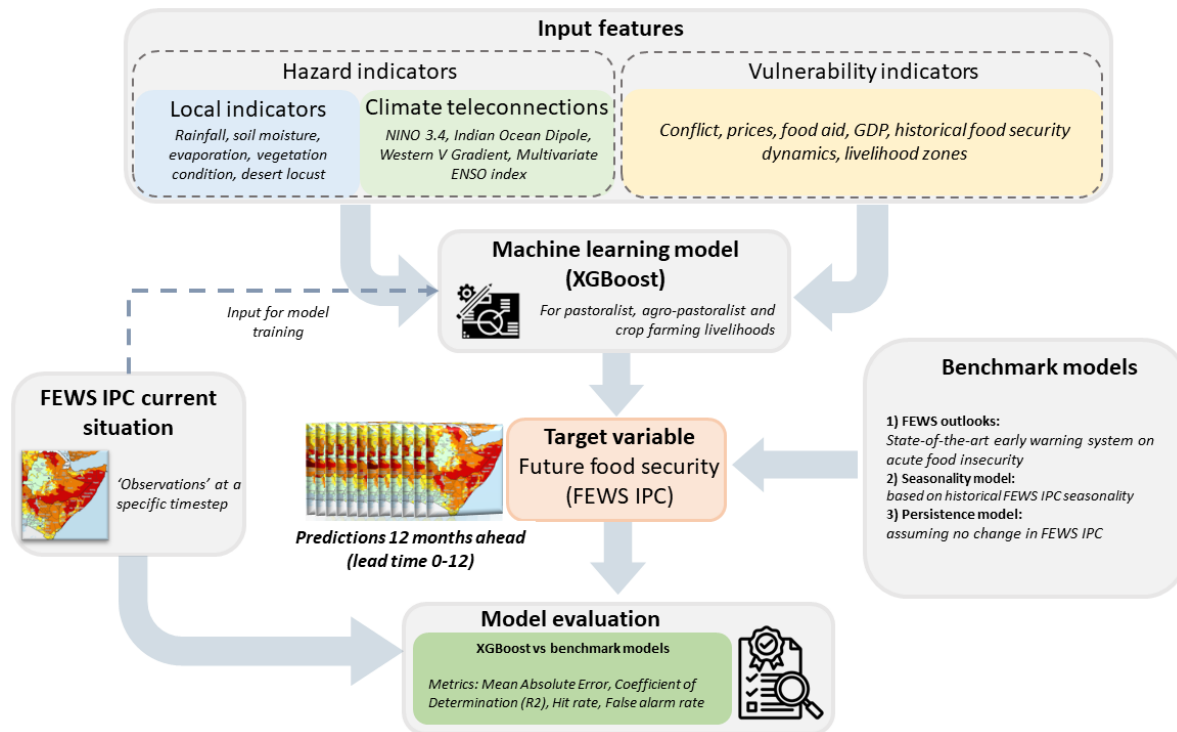 Input features
Hazard indicators
Local indicators
Rainfall, soil moisture,
evaporation, vegetation
condition, desert locust
Climate teleconnections
NINO 3.4, Indian Ocean Dipole,
Western V Gradient, Multivariate
ENSO index
Vulnerability indicators
Conflict, prices, food aid, GDP, historical food security
dynamics, livelihood zones
Machine learning model
(XGBoost)
For pastoralist, agro-pastoralist and
crop farming livelihoods
Input for model
training
FEWS IPC current
situation
'Observations' at a
specific timestep
Predictions 12 months ahead
(lead time 0-12)
Target variable
Future food security
(FEWS IPC)
Benchmark models
1) FEWS outlooks:
State-of-the-art early warning system on
acute food insecurity
2) Seasonality model:
based on historical FEWS IPC seasonality
3) Persistence model:
assuming no change in FEWS IPC
Model evaluation
XGBoost vs benchmark models
Metrics: Mean Absolute Error, Coefficient of
Determination (R2), Hit rate, False alarm rate